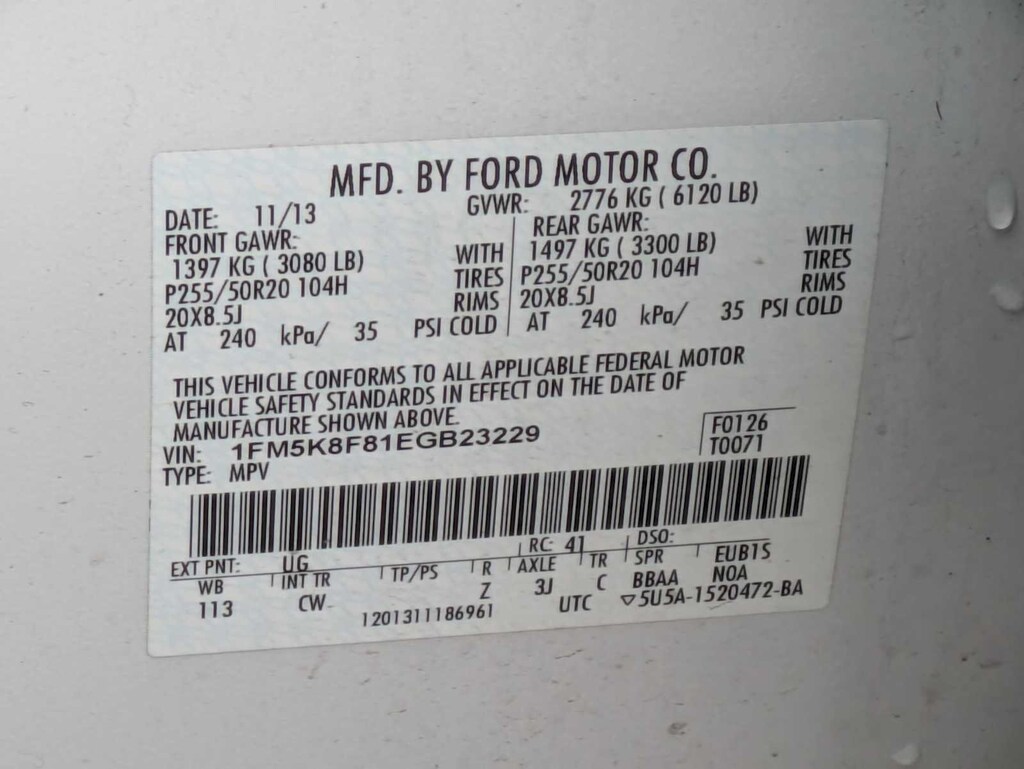 MFD. BY FORD MOTOR CO.
DATE: 11/13 GVWR: 2776 KG ( 6120 LB)
FRONT GAWR: REAR GAWR:
1397 KG ( 3080 LB) WITH 1497 KG ( 3300 LB) WITH
P255/50R20 104H TIRES P255/50R20 104H TIRES
20X8.5J RIMS 20X8.5J RIMS
AT 240 kPa/ 35 PSI COLD AT 240 kPa/ 35 PSI COLD
THIS VEHICLE CONFORMS TO ALL APPLICABLE FEDERAL MOTOR
VEHICLE SAFETY STANDARDS IN EFFECT ON THE DATE OF
MANUFACTURE SHOWN ABOVE.
VIN: 1FM5K8F81EGB23229 F0126
TYPE: MPV T0071
EXT PNT: UG RC: 41 DSO:
WB INT TR TP/PS R AXLE TR SPR EUB1S
113 CW Z 3J C BBAA NOA
1201311186961 UTC ▽5U5A-1520472-BA